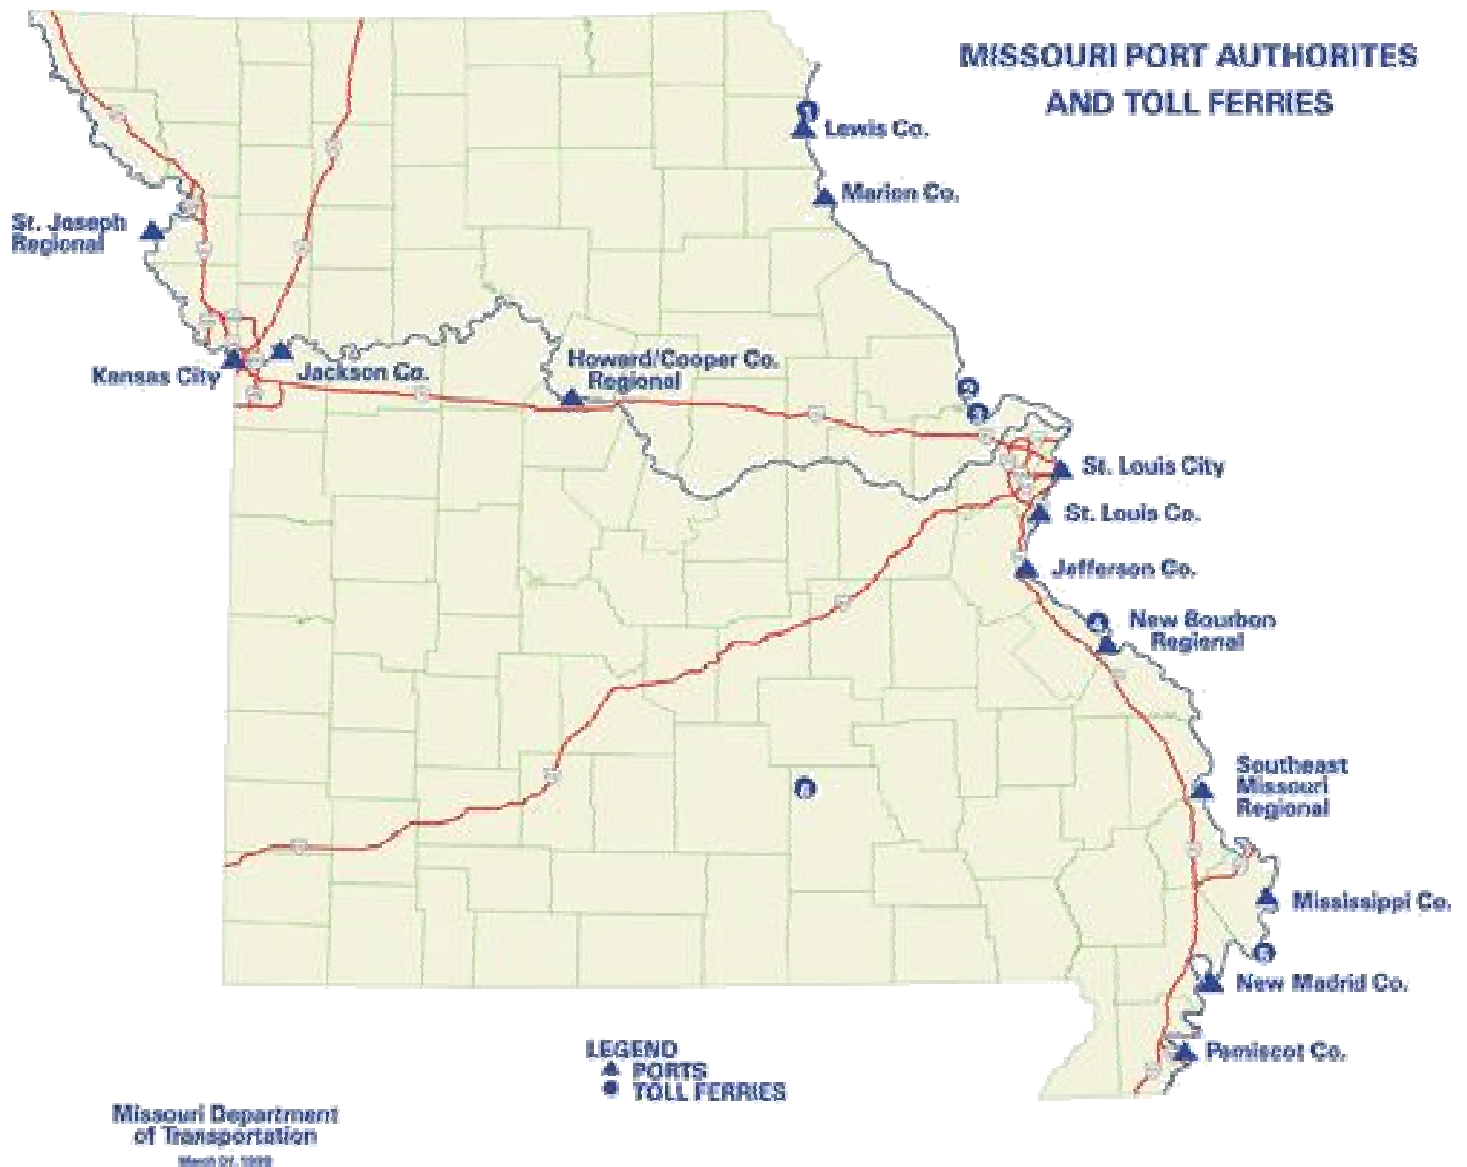 MISSOURI PORT AUTHORITES
AND TOLL FERRIES
Lewis Co.
Marion Co.
St. Joseph
Regional
Kansas City
Jackson Co.
Howard/Cooper Co.
Regional
St. Louis City
St. Louis Co.
Jefferson Co.
New Bourbon
Regional
Southeast
Missouri
Regional
Mississippi Co.
New Madrid Co.
Pemiscot Co.
LEGEND
PORTS
TOLL FERRIES
Missouri Department
of Transportation